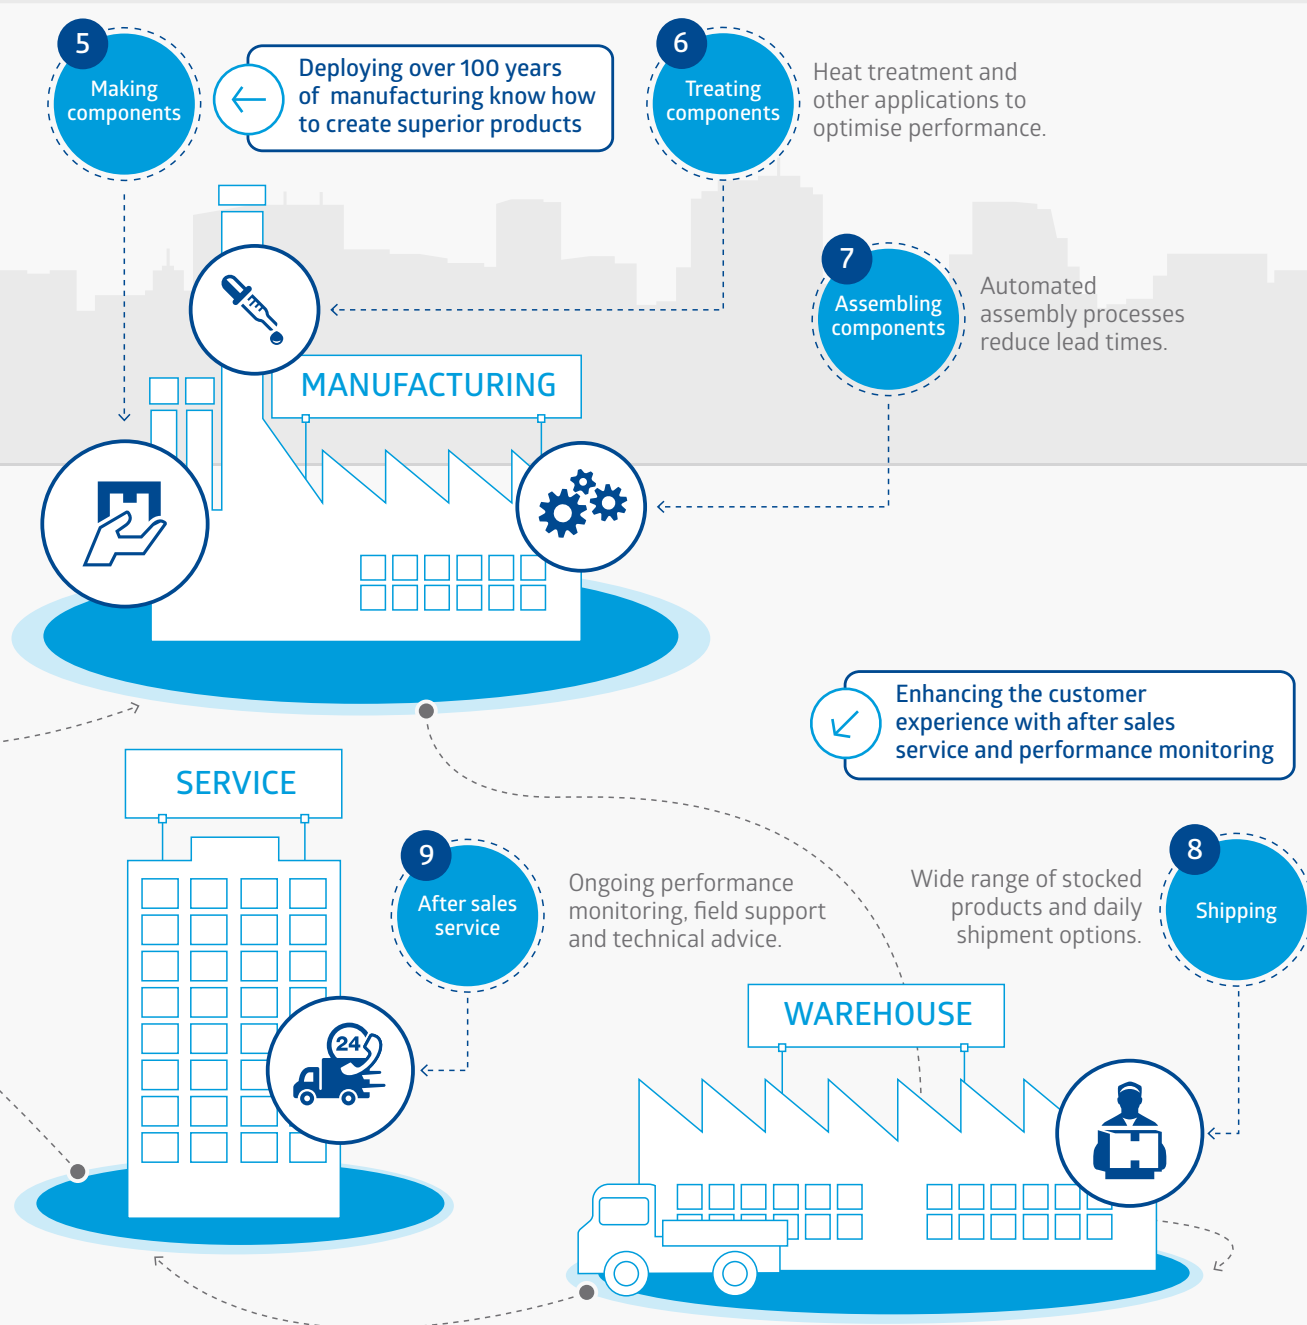 5
Making
components
Deploying over 100 years
of manufacturing know how
to create superior products
6
Treating
components
Heat treatment and
other applications to
optimise performance.
7
Assembling
components
Automated
assembly processes
reduce lead times.
MANUFACTURING
Enhancing the customer
experience with after sales
service and performance monitoring
SERVICE
9
After sales
service
Ongoing performance
monitoring, field support
and technical advice.
24
8
Shipping
Wide range of stocked
products and daily
shipment options.
WAREHOUSE